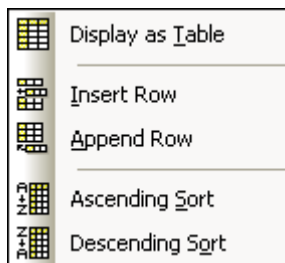 Display as Table
Insert Row
Append Row
Ascending Sort
Descending Sort